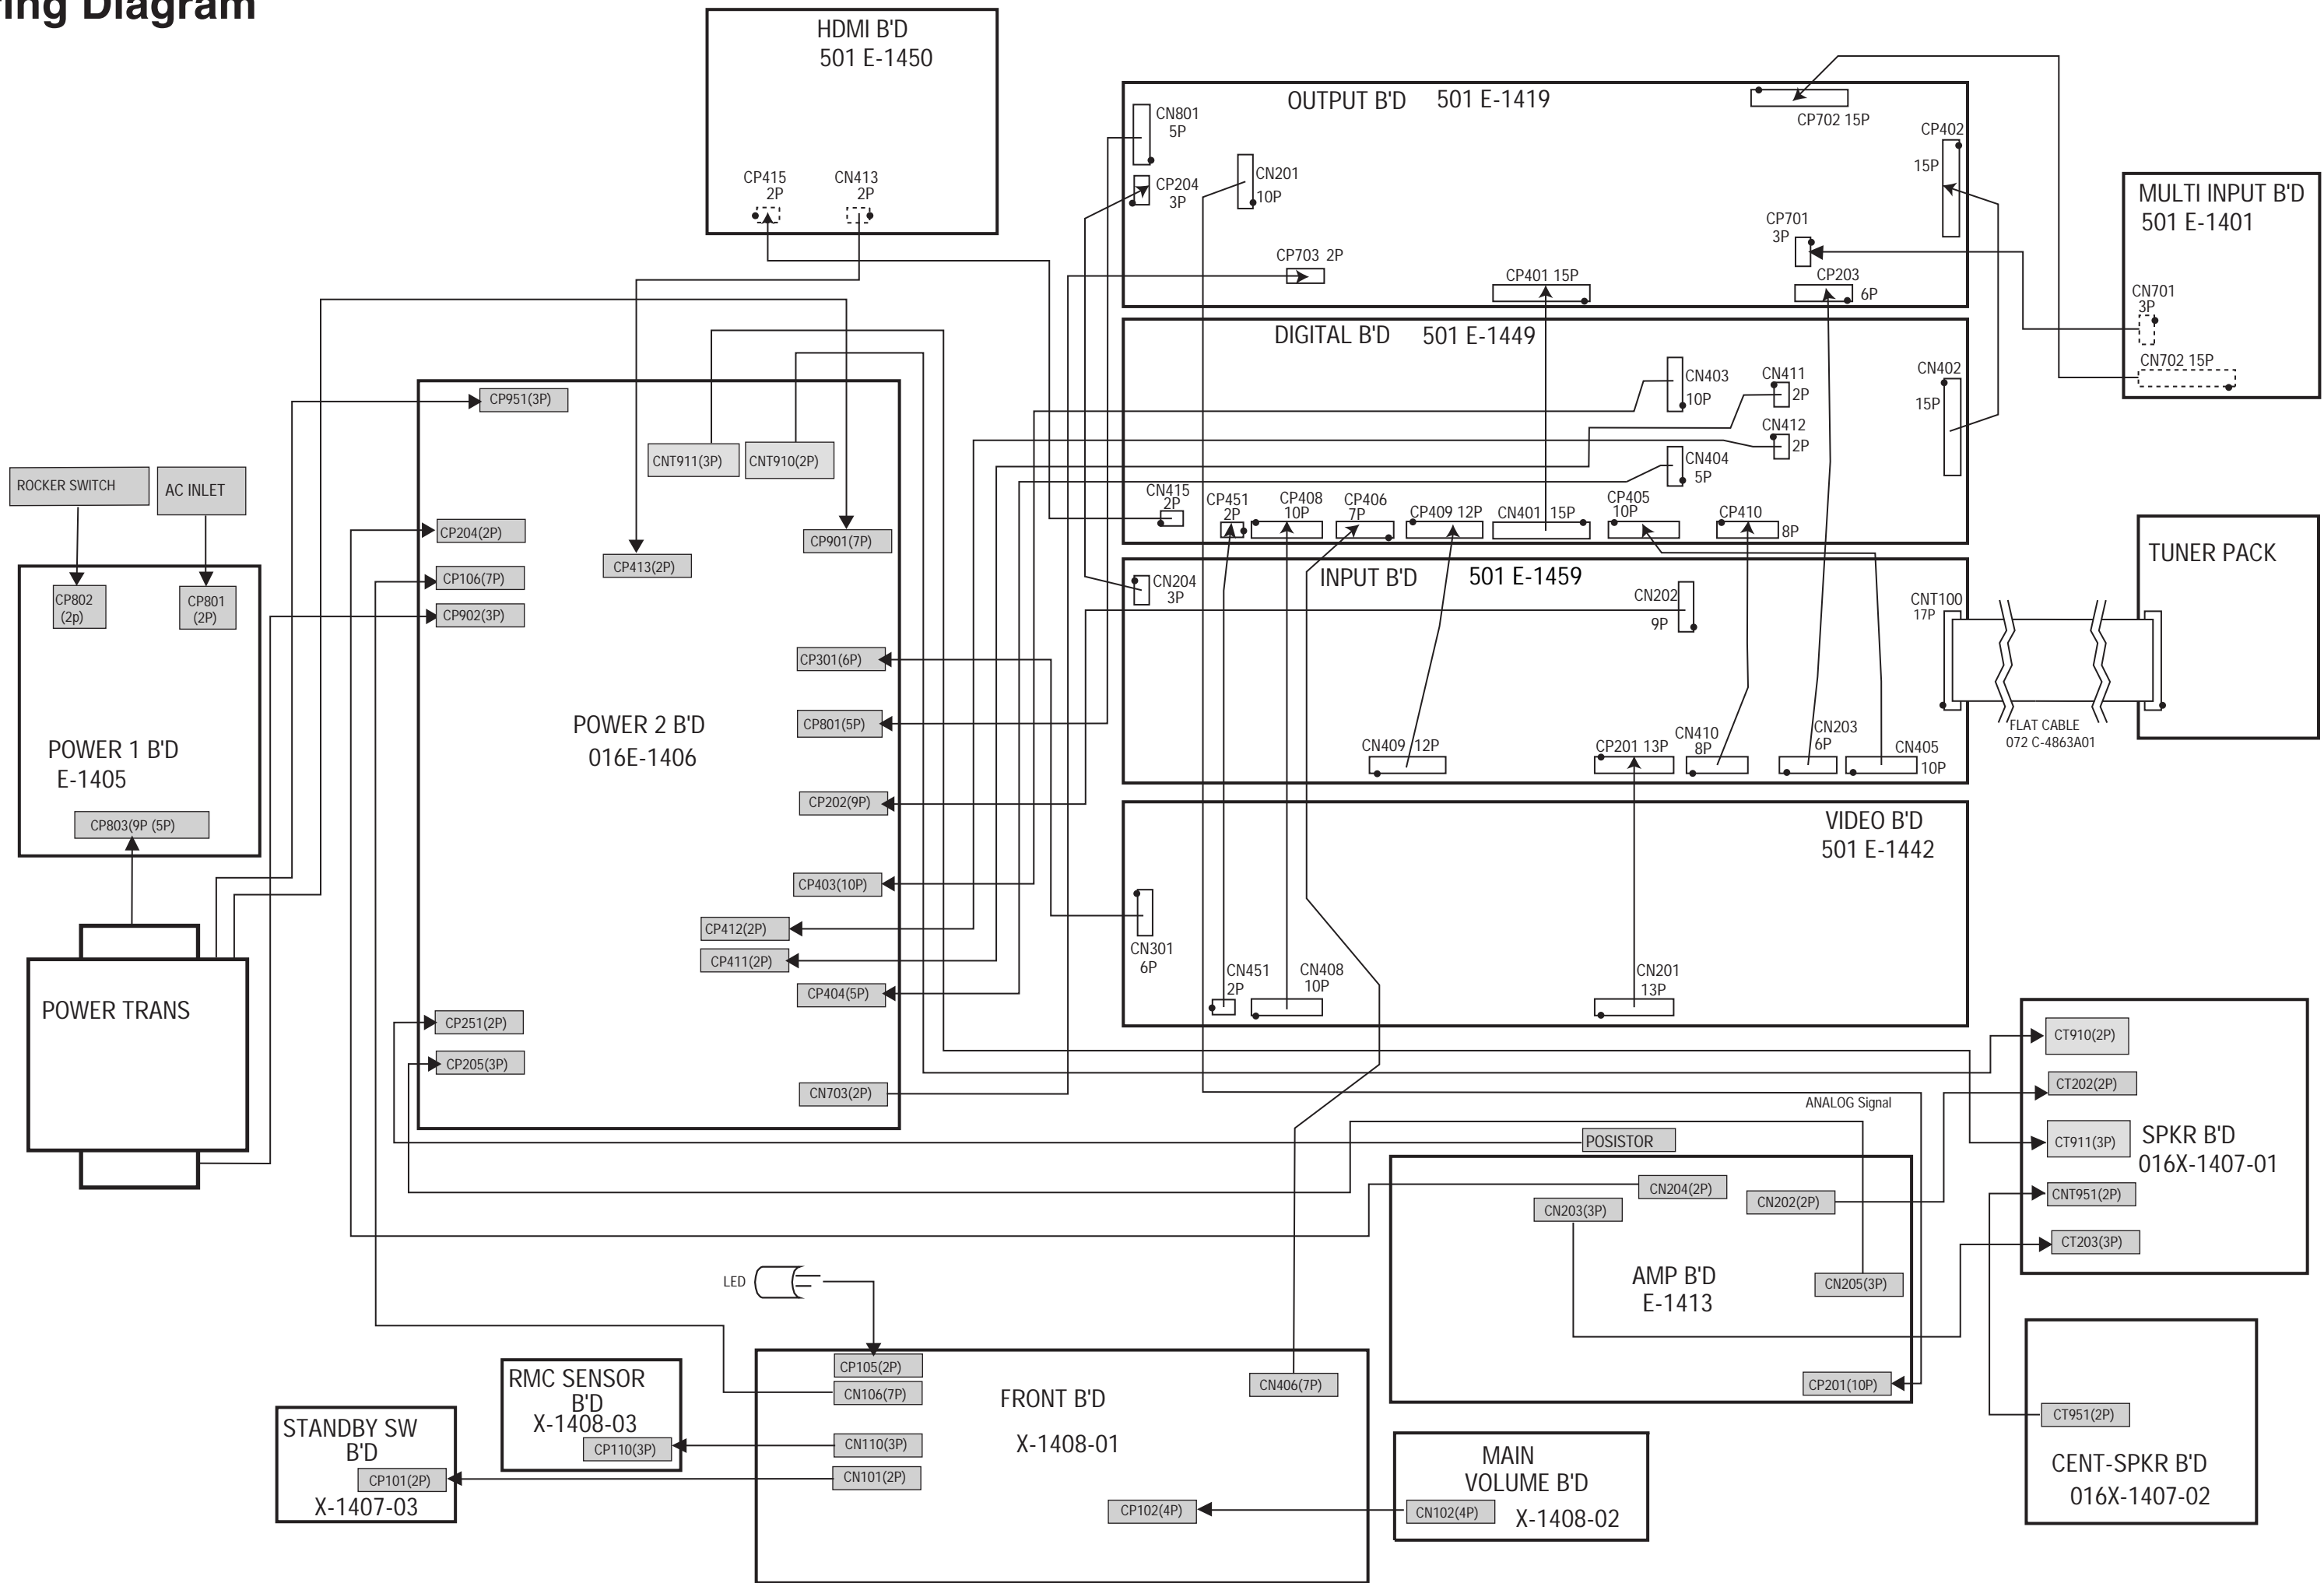 ring Diagram
HDMI B'D
501 E-1450
CP415
2P
CN413
2P
OUTPUT B'D 501 E-1419
CN801
5P
CP204
3P
CN201
10P
CP702 15P
CP402
15P
CP701
3P
CP703 2P
CP401 15P
CP203
6P
MULTI INPUT B'D
501 E-1401
CN701
3P
CN702 15P
DIGITAL B'D 501 E-1449
CN403
10P
CN411
2P
CN412
2P
CN402
15P
CN404
5P
CN415
2P
CP451
2P
CP408
10P
CP406
7P
CP409 12P
CN401 15P
CP405
10P
CP410
8P
INPUT B'D 501 E-1459
CN204
3P
CN202
9P
CNT100
17P
CN409 12P
CP201 13P
CN410
8P
CN203
6P
CN405
10P
TUNER PACK
FLAT CABLE
072 C-4863A01
VIDEO B'D
501 E-1442
CN301
6P
CN451
2P
CN408
10P
CN201
13P
ROCKER SWITCH
AC INLET
CP802
(2p)
CP801
(2P)
POWER 1 B'D
E-1405
CP803(9P (5P)
POWER TRANS
CP951(3P)
CNT911(3P)
CNT910(2P)
CP204(2P)
CP901(7P)
CP413(2P)
CP106(7P)
CP902(3P)
CP301(6P)
POWER 2 B'D
016E-1406
CP801(5P)
CP202(9P)
CP403(10P)
CP412(2P)
CP411(2P)
CP404(5P)
CP251(2P)
CP205(3P)
CN703(2P)
ANALOG Signal
POSISTOR
CN204(2P)
CN203(3P)
CN202(2P)
AMP B'D
E-1413
CN205(3P)
CP201(10P)
CT910(2P)
CT202(2P)
CT911(3P)
SPKR B'D
016X-1407-01
CNT951(2P)
CT203(3P)
CT951(2P)
CENT-SPKR B'D
016X-1407-02
LED
CP105(2P)
CN106(7P)
CN406(7P)
FRONT B'D
X-1408-01
CN110(3P)
CN101(2P)
CP102(4P)
RMC SENSOR
B'D
X-1408-03
CP110(3P)
STANDBY SW
B'D
CP101(2P)
X-1407-03
MAIN
VOLUME B'D
CN102(4P)
X-1408-02